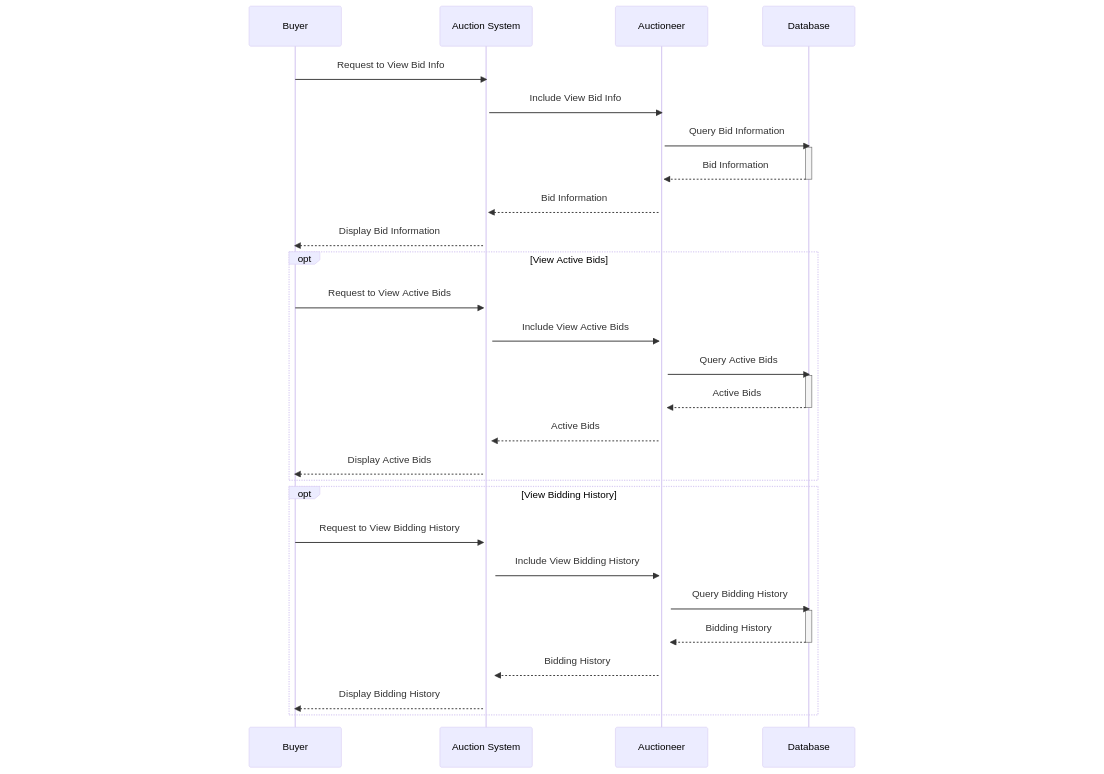 Buyer
Auction System
Auctioneer
Database
Request to View Bid Info
Include View Bid Info
Query Bid Information
Bid Information
Bid Information
Display Bid Information
opt
[View Active Bids]
Request to View Active Bids
Include View Active Bids
Query Active Bids
Active Bids
Active Bids
Display Active Bids
opt
[View Bidding History]
Request to View Bidding History
Include View Bidding History
Query Bidding History
Bidding History
Bidding History
Display Bidding History
Buyer
Auction System
Auctioneer
Database